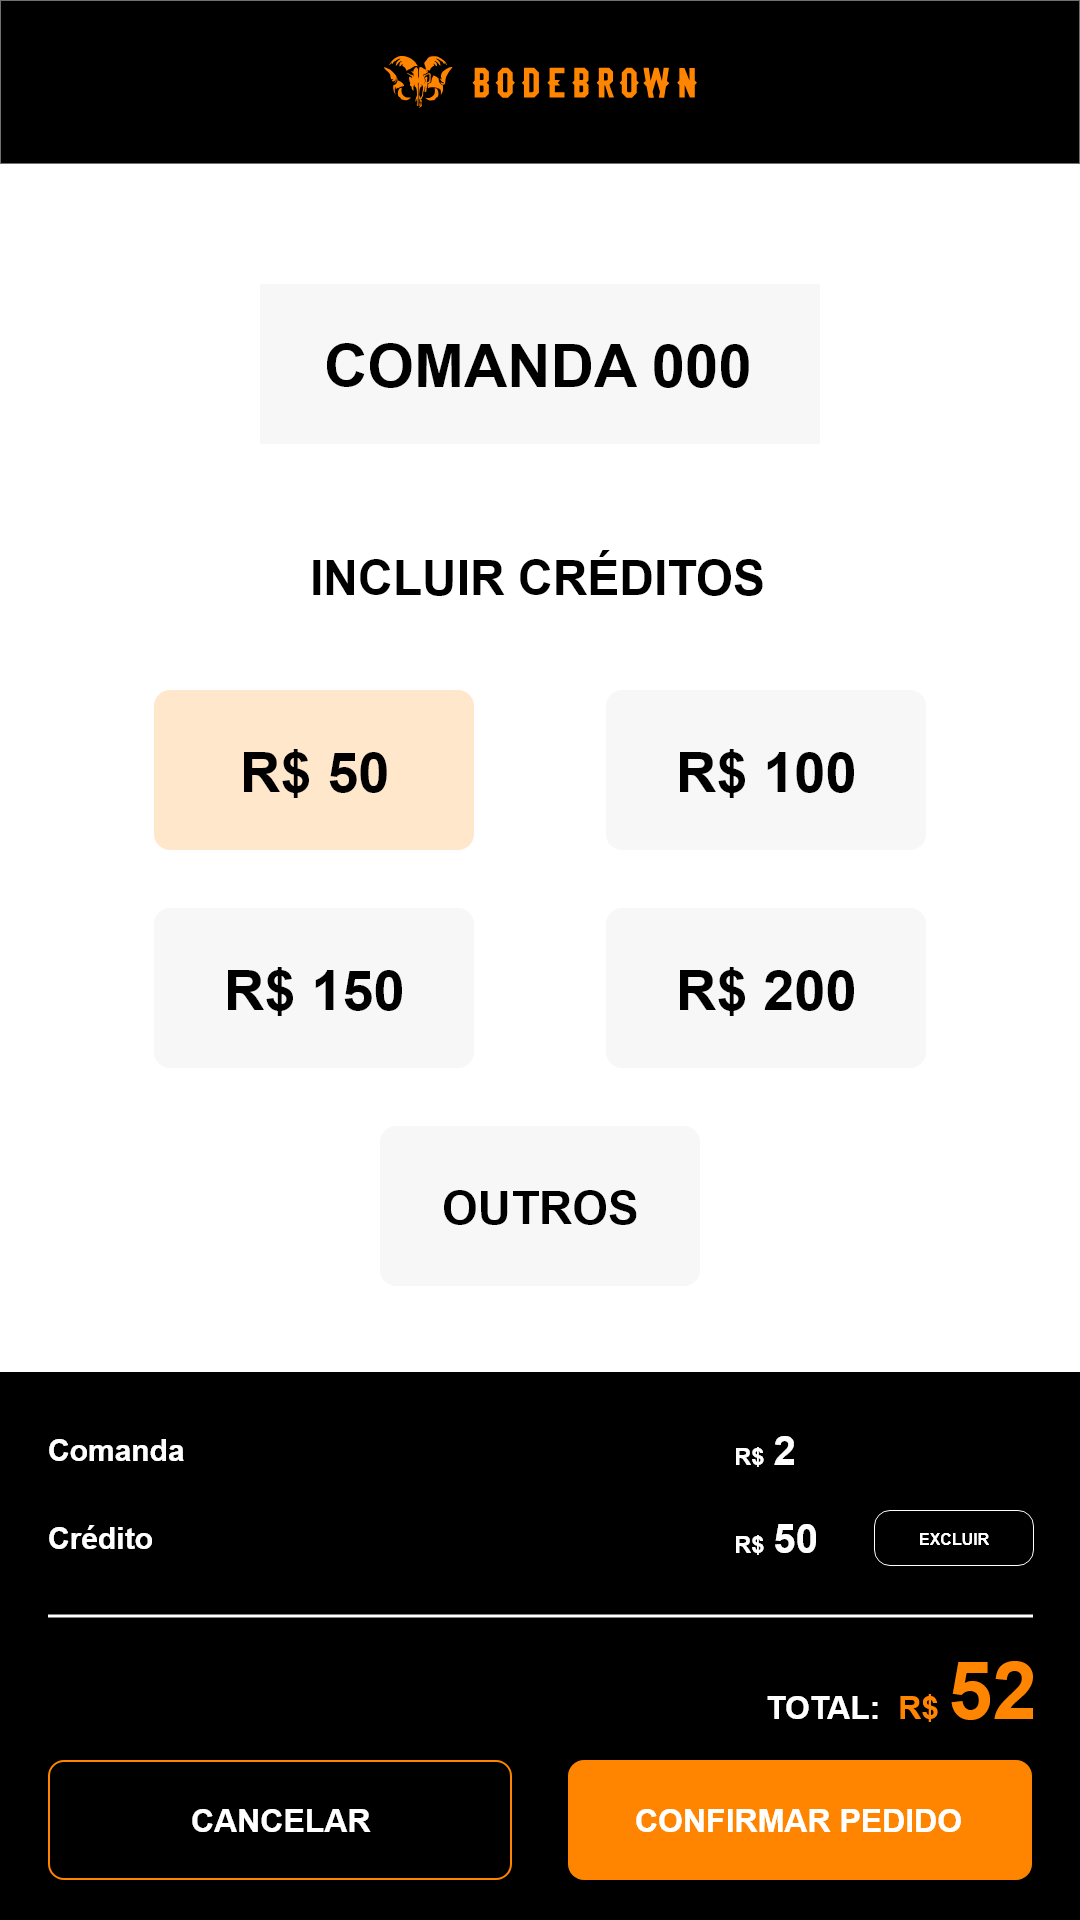 BODEBROWN
COMANDA 000
INCLUIR CRÉDITOS
R$ 50
R$ 100
R$ 150
R$ 200
OUTROS
Comanda R$ 2
Crédito R$ 50 EXCLUIR
TOTAL: R$ 52
CANCELAR
CONFIRMAR PEDIDO